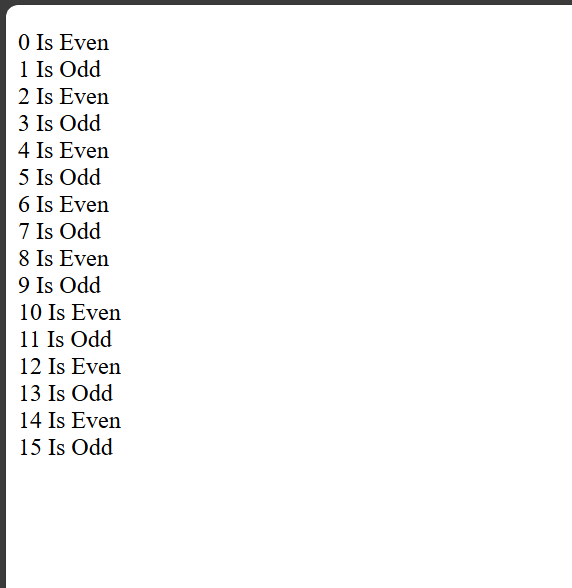 0 Is Even
1 Is Odd
2 Is Even
3 Is Odd
4 Is Even
5 Is Odd
6 Is Even
7 Is Odd
8 Is Even
9 Is Odd
10 Is Even
11 Is Odd
12 Is Even
13 Is Odd
14 Is Even
15 Is Odd